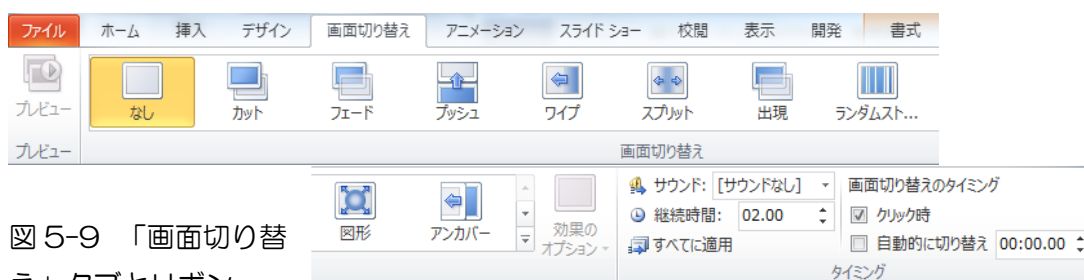 ファイル ホーム 挿入 デザイン 画面切り替え アニメーション スライド ショー 校閲 表示 開発 書式
プレビュー なし カット フェード プッシュ ワイプ スプリット 出現 ランダムスト...
プレビュー 画面切り替え
図形 アンカバー 効果の オプション
サウンド: [サウンドなし] 画面切り替えのタイミング
継続時間: 02.00 クリック時
すべてに適用 自動的に切り替え 00:00.00
タイミング
図 5-9 「画面切り替
え」タブとリボン